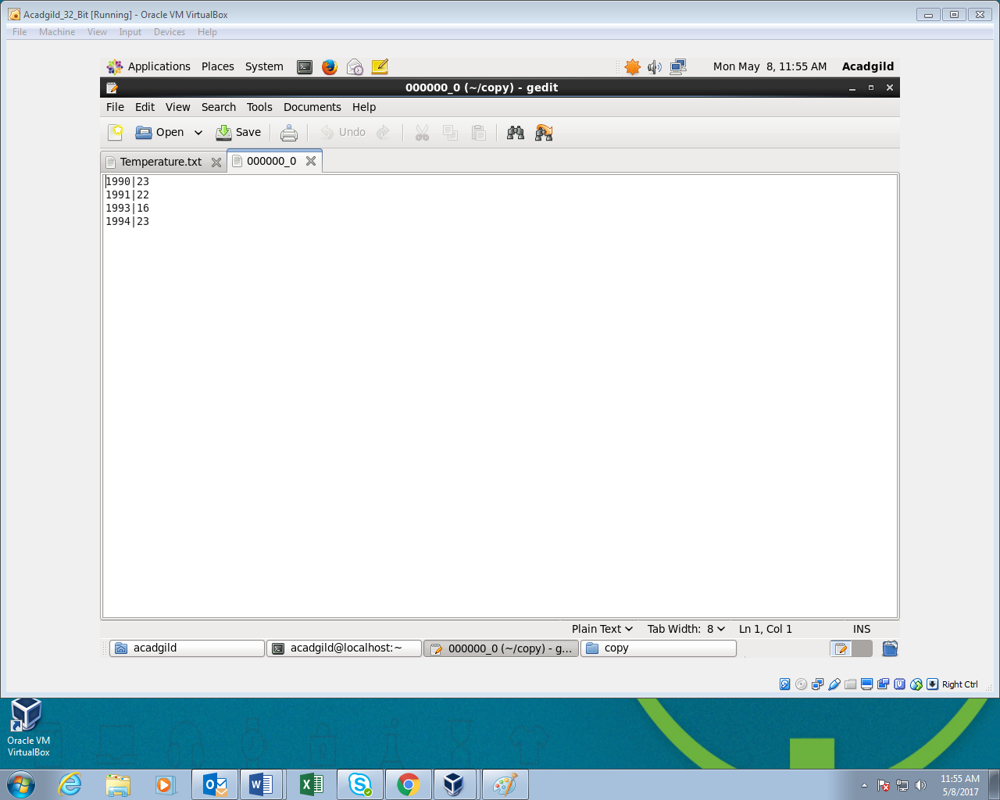 Acadgild_32_Bit [Running] - Oracle VM VirtualBox
File Machine View Input Devices Help
Applications Places System Mon May 8, 11:55 AM Acadgild
000000_0 (~/copy) - gedit
File Edit View Search Tools Documents Help
Open Save Undo
Temperature.txt 000000_0
1990|23
1991|22
1993|16
1994|23
Plain Text Tab Width: 8 Ln 1, Col 1 INS
acadgild acadgild@localhost:~ 000000_0 (~/copy) - g... copy
Right Ctrl
Oracle VM
VirtualBox
11:55 AM
5/8/2017